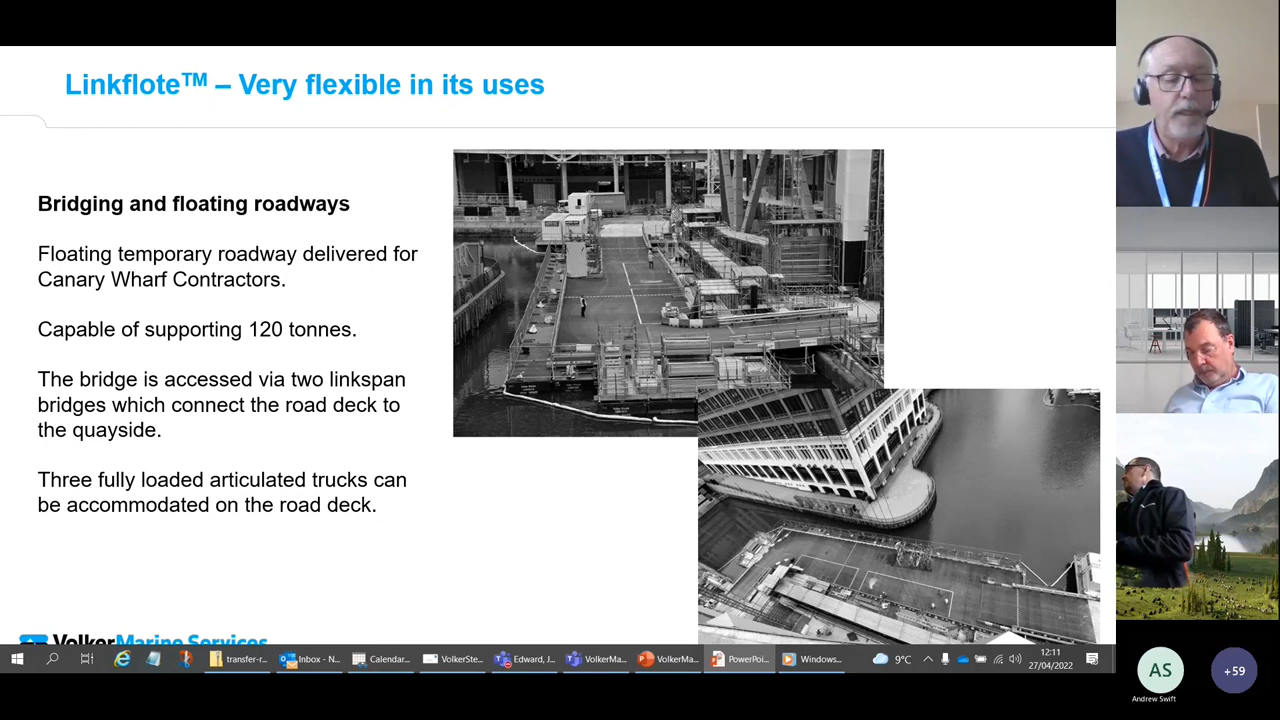 Linkflote™ – Very flexible in its uses
Bridging and floating roadways
Floating temporary roadway delivered for
Canary Wharf Contractors.
Capable of supporting 120 tonnes.
The bridge is accessed via two linkspan
bridges which connect the road deck to
the quayside.
Three fully loaded articulated trucks can
be accommodated on the road deck.
VolkerMarine Services
transfer-r...
Inbox - N...
Calendar...
VolkerSte...
Edward, J...
VolkerMa...
VolkerMa...
PowerPoi...
Windows...
9°C
12:11
27/04/2022
AS
Andrew Swift
+59